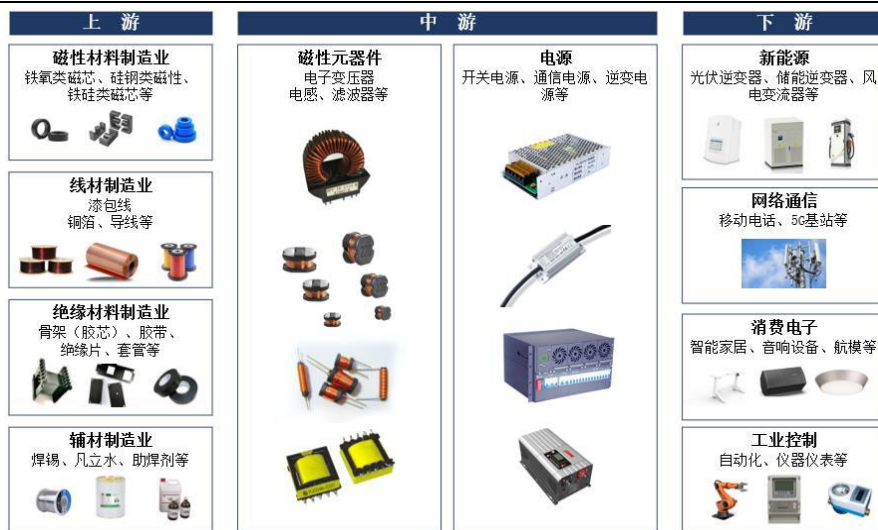 上 游
磁性材料制造业
铁氧类磁芯、硅钢类磁性、
铁硅类磁芯等
线材制造业
漆包线
铜箔、导线等
绝缘材料制造业
骨架（胶芯）、胶带、
绝缘片、套管等
辅材制造业
焊锡、凡立水、助焊剂等
中 游
磁性元器件
电子变压器
电感、滤波器等
电源
开关电源、通信电源、逆变电
源等
下 游
新能源
光伏逆变器、储能逆变器、风
电变流器等
网络通信
移动电话、5G基站等
消费电子
智能家居、音响设备、航模等
工业控制
自动化、仪器仪表等